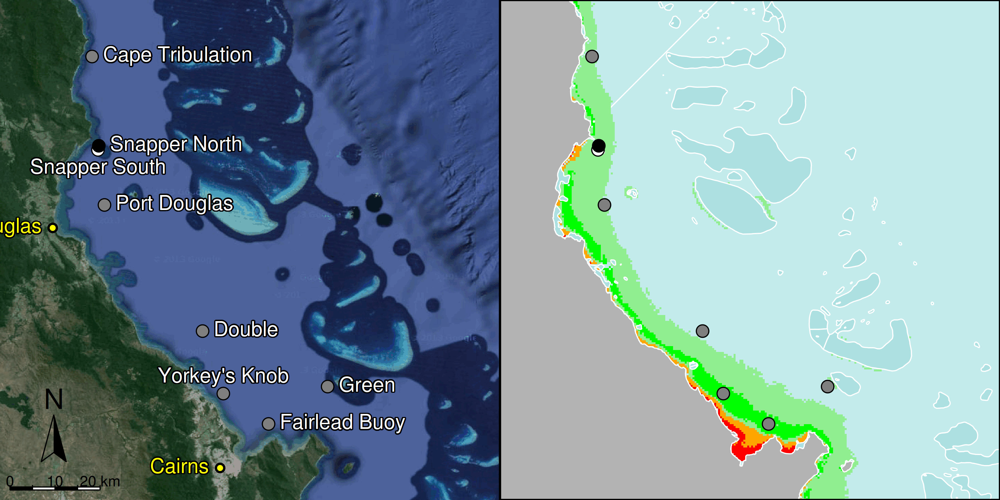 Cape Tribulation
Snapper North
Snapper South
Port Douglas
uglas
Double
Yorkey's Knob
Green
N
Fairlead Buoy
Cairns
0 10 20 km